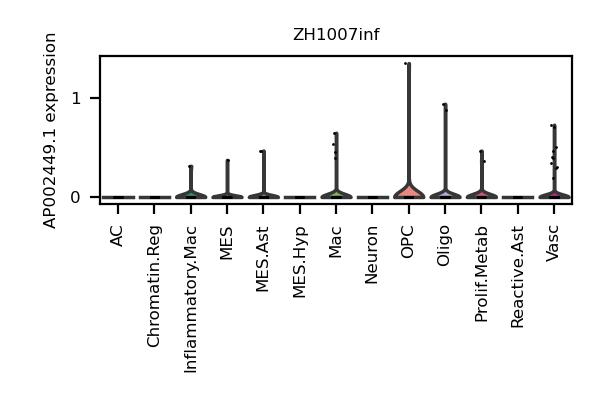 ZH1007inf
AP002449.1 expression
1
0
AC
Chromatin.Reg
Inflammatory.Mac
MES
MES.Ast
MES.Hyp
Mac
Neuron
OPC
Oligo
Prolif.Metab
Reactive.Ast
Vasc